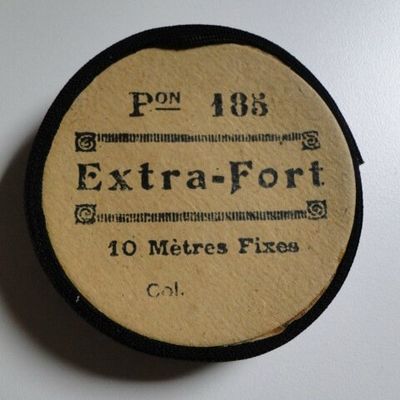 PON 185
Extra-Fort
10 Mètres Fixes
Col.